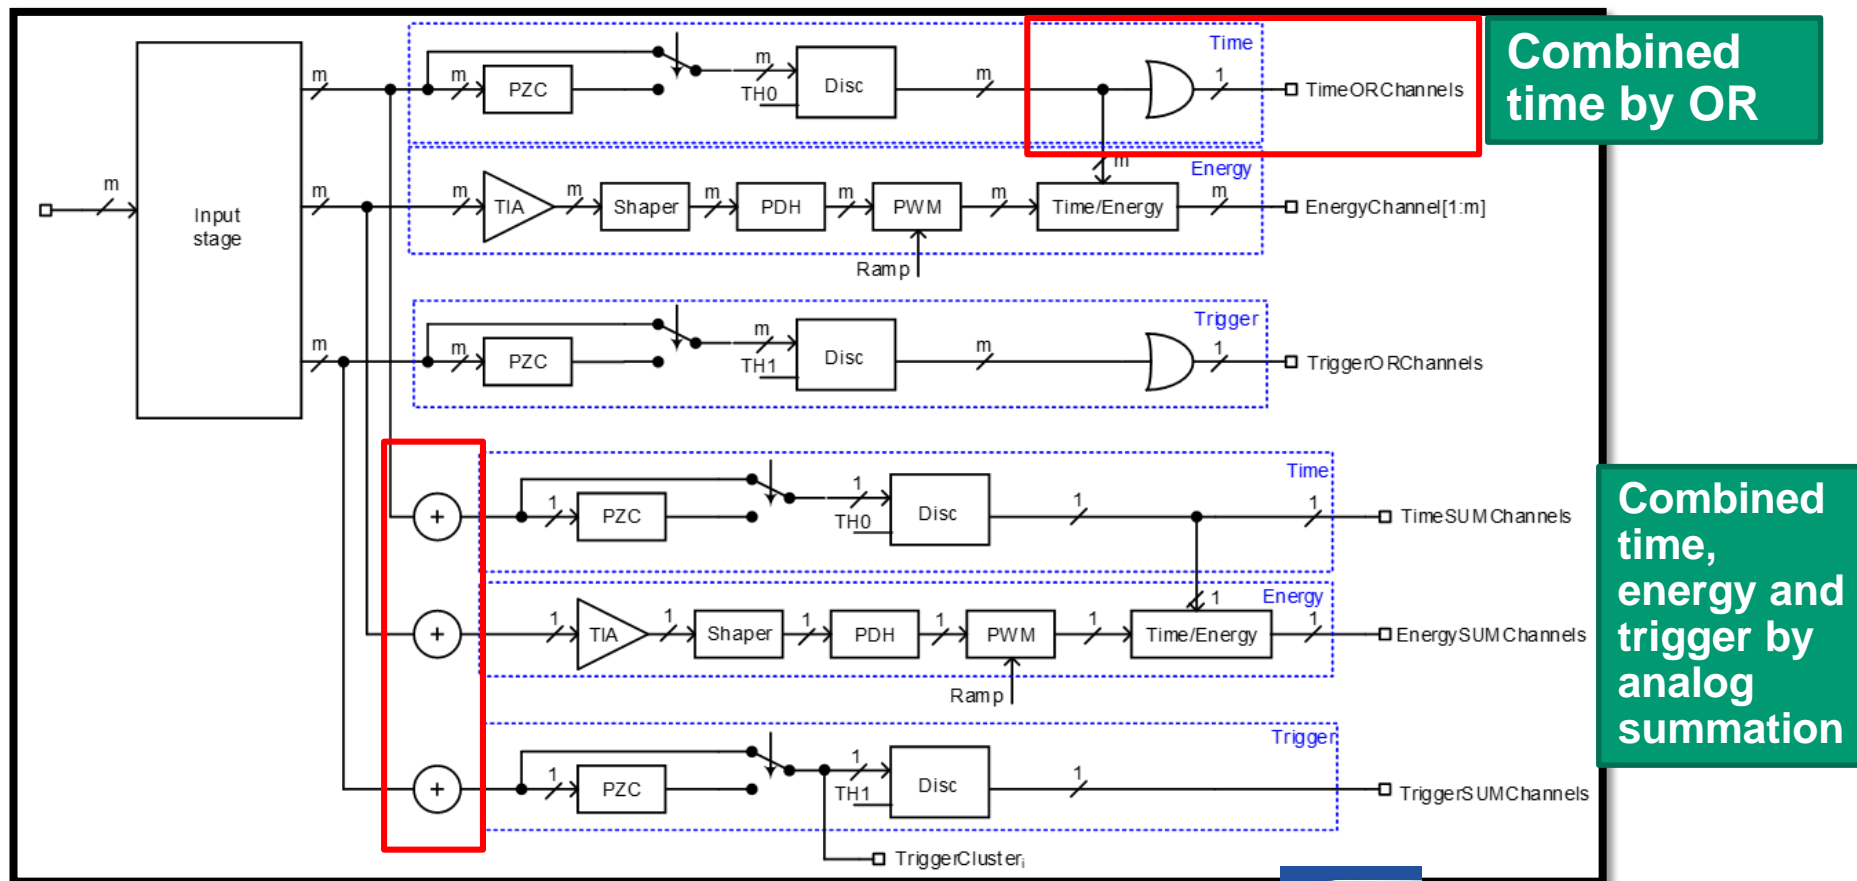 Time
m
m
m
m
PZC
TH0
Disc
m
1
TimeORChannels
Combined
time by OR
m
Energy
m
m
m
TIA
m
Shaper
m
PDH
m
PWM
m
Time/Energy
m
EnergyChannel[1:m]
Input
stage
Ramp
Trigger
m
m
PZC
m
TH1
Disc
m
1
TriggerORChannels
Time
+
1
PZC
1
TH0
Disc
1
1
TimeSUMChannels
Combined
time,
energy and
trigger by
analog
summation
1
Energy
+
1
TIA
1
Shaper
1
PDH
1
PWM
1
Time/Energy
1
EnergySUMChannels
Ramp
Trigger
+
1
PZC
1
TH1
Disc
1
TriggerSUMChannels
TriggerClusterᵢ